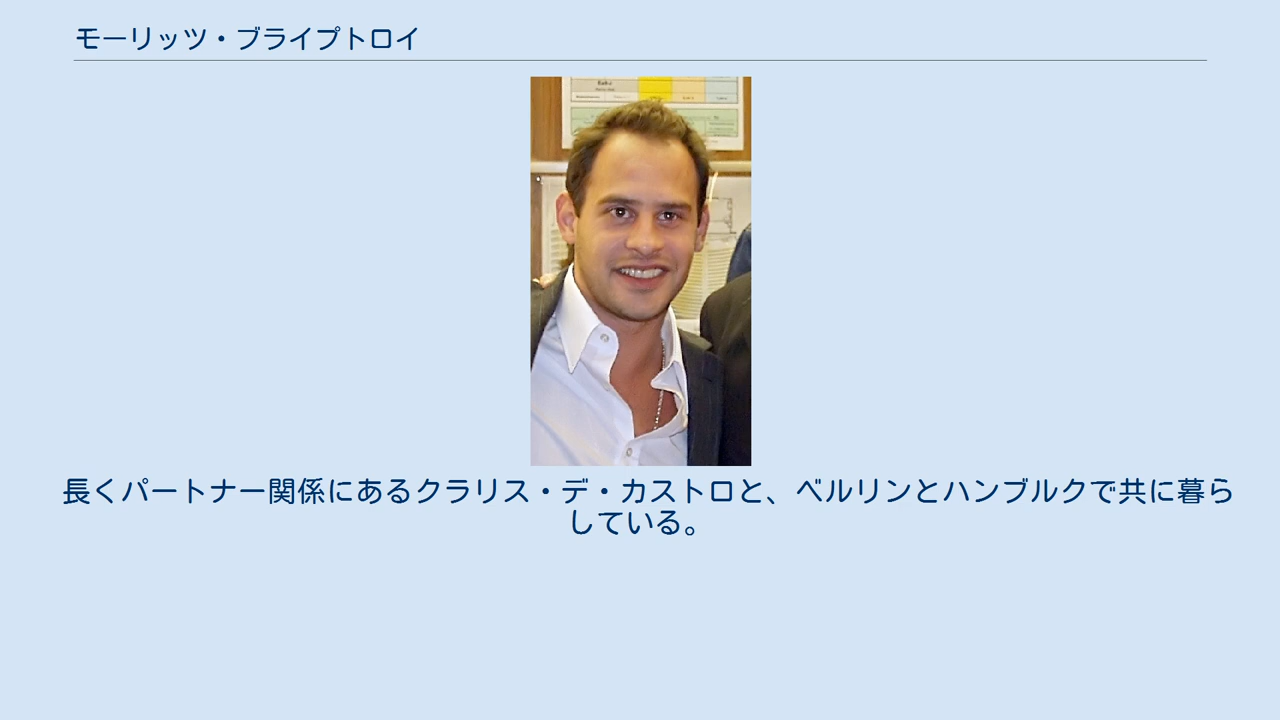 モーリッツ・ブライプトロイ
長くパートナー関係にあるクラリス・デ・カストロと、ベルリンとハンブルクで共に暮ら
している。